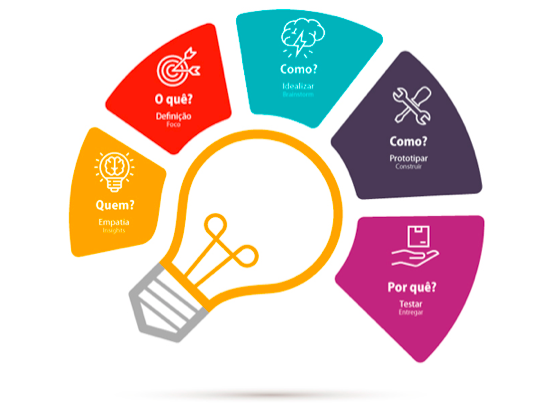 Quem?
Empatia
Insights
O quê?
Definição
Foco
Como?
Idealizar
Brainstorm
Como?
Prototipar
Construir
Por quê?
Testar
Entregar